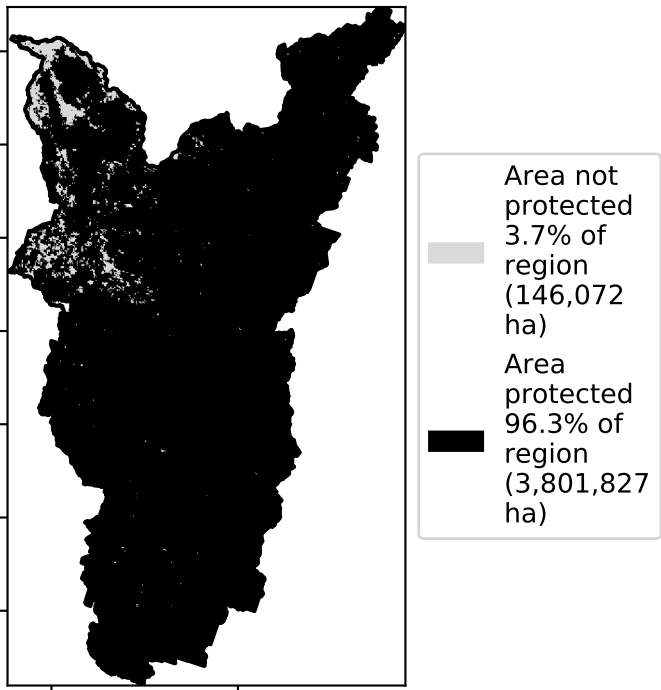 Area not
protected
3.7% of
region
(146,072
ha)
Area
protected
96.3% of
region
(3,801,827
ha)